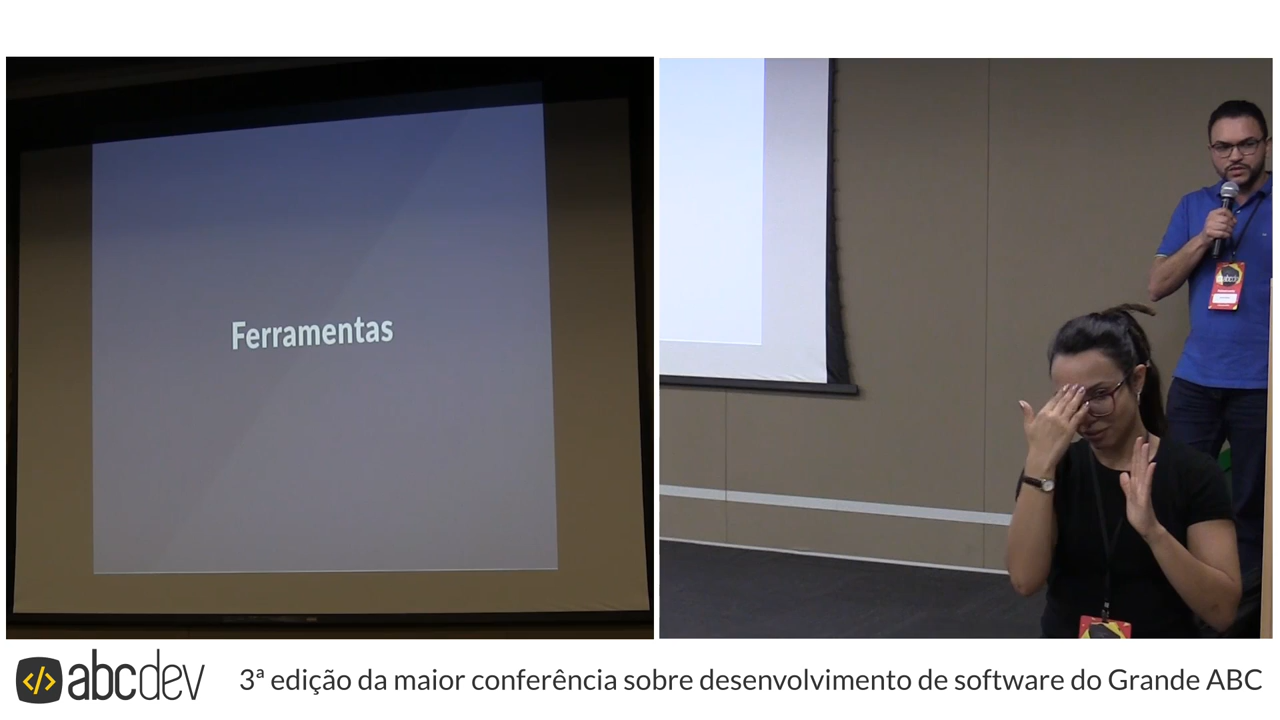 Ferramentas
</> abcdev
3ª edição da maior conferência sobre desenvolvimento de software do Grande ABC